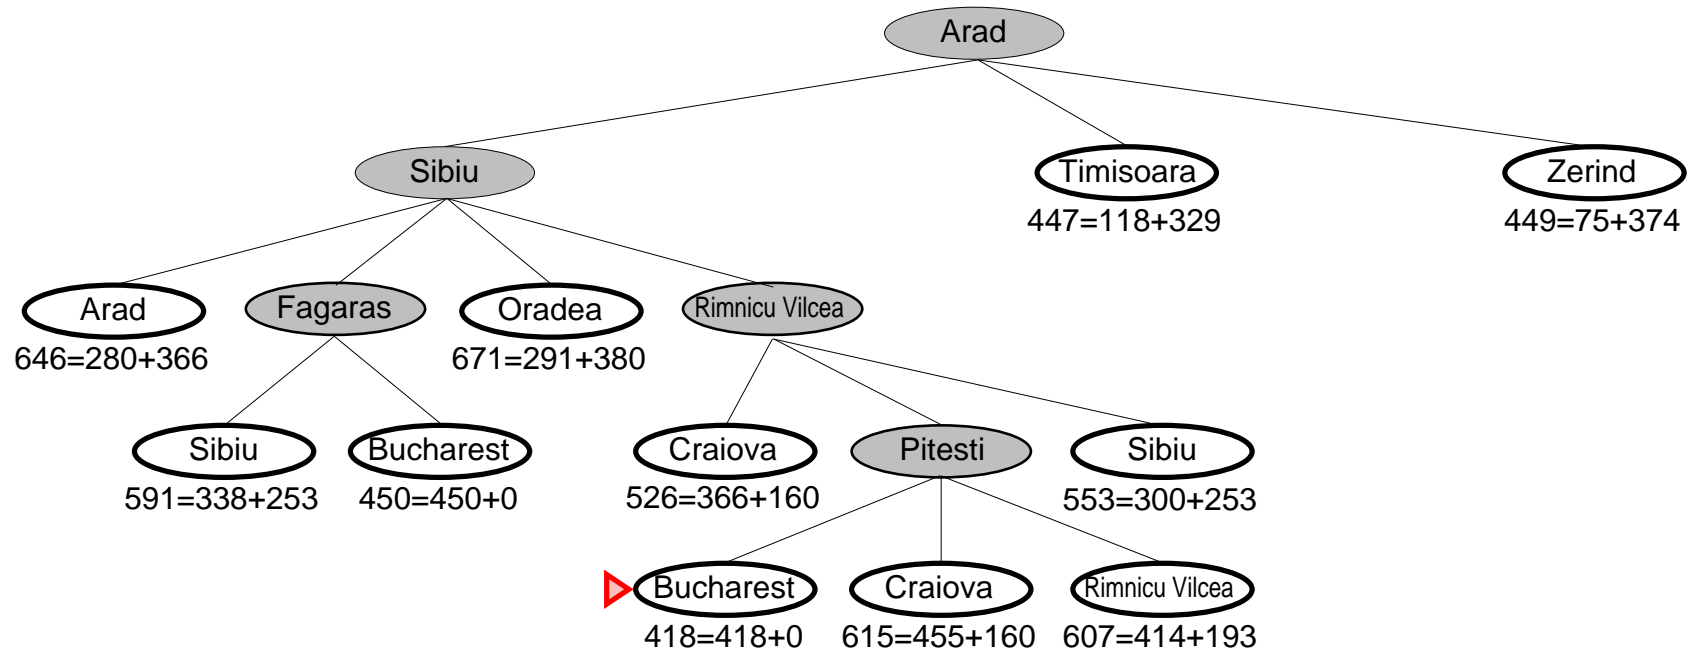 Arad
Sibiu Timisoara Zerind
447=118+329 449=75+374
Arad Fagaras Oradea Rimnicu Vilcea
646=280+366 671=291+380
Sibiu Bucharest Craiova Pitesti Sibiu
591=338+253 450=450+0 526=366+160 553=300+253
Bucharest Craiova Rimnicu Vilcea
418=418+0 615=455+160 607=414+193